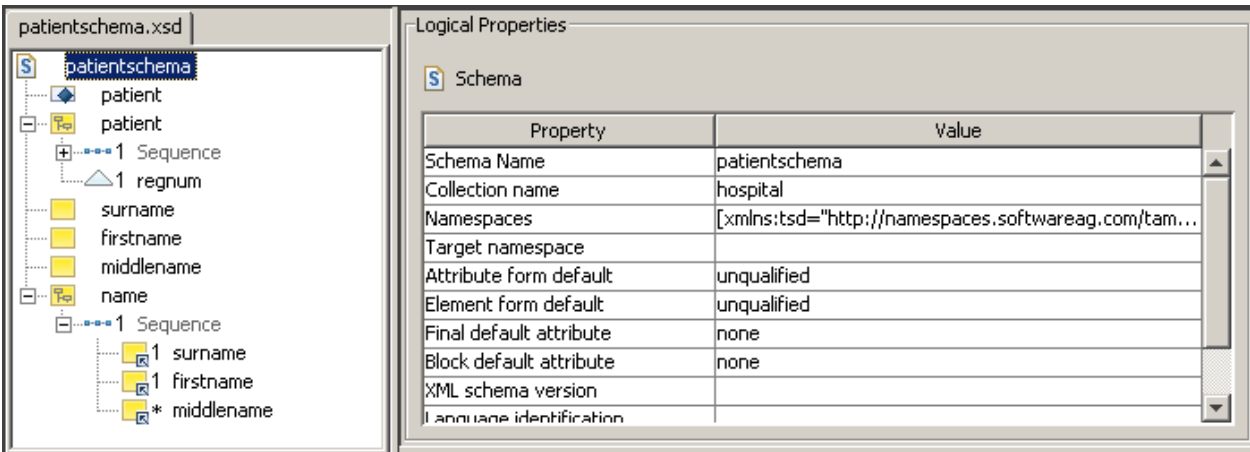 patientschema.xsd
patientschema
patient
patient
1 Sequence
1 regnum
surname
firstname
middlename
name
1 Sequence
1 surname
1 firstname
* middlename
Logical Properties
Schema
Property Value
Schema Name patientschema
Collection name hospital
Namespaces [xmlns:tsd="http://namespaces.softwareag.com/tam...
Target namespace
Attribute form default unqualified
Element form default unqualified
Final default attribute none
Block default attribute none
XML schema version
Language identification